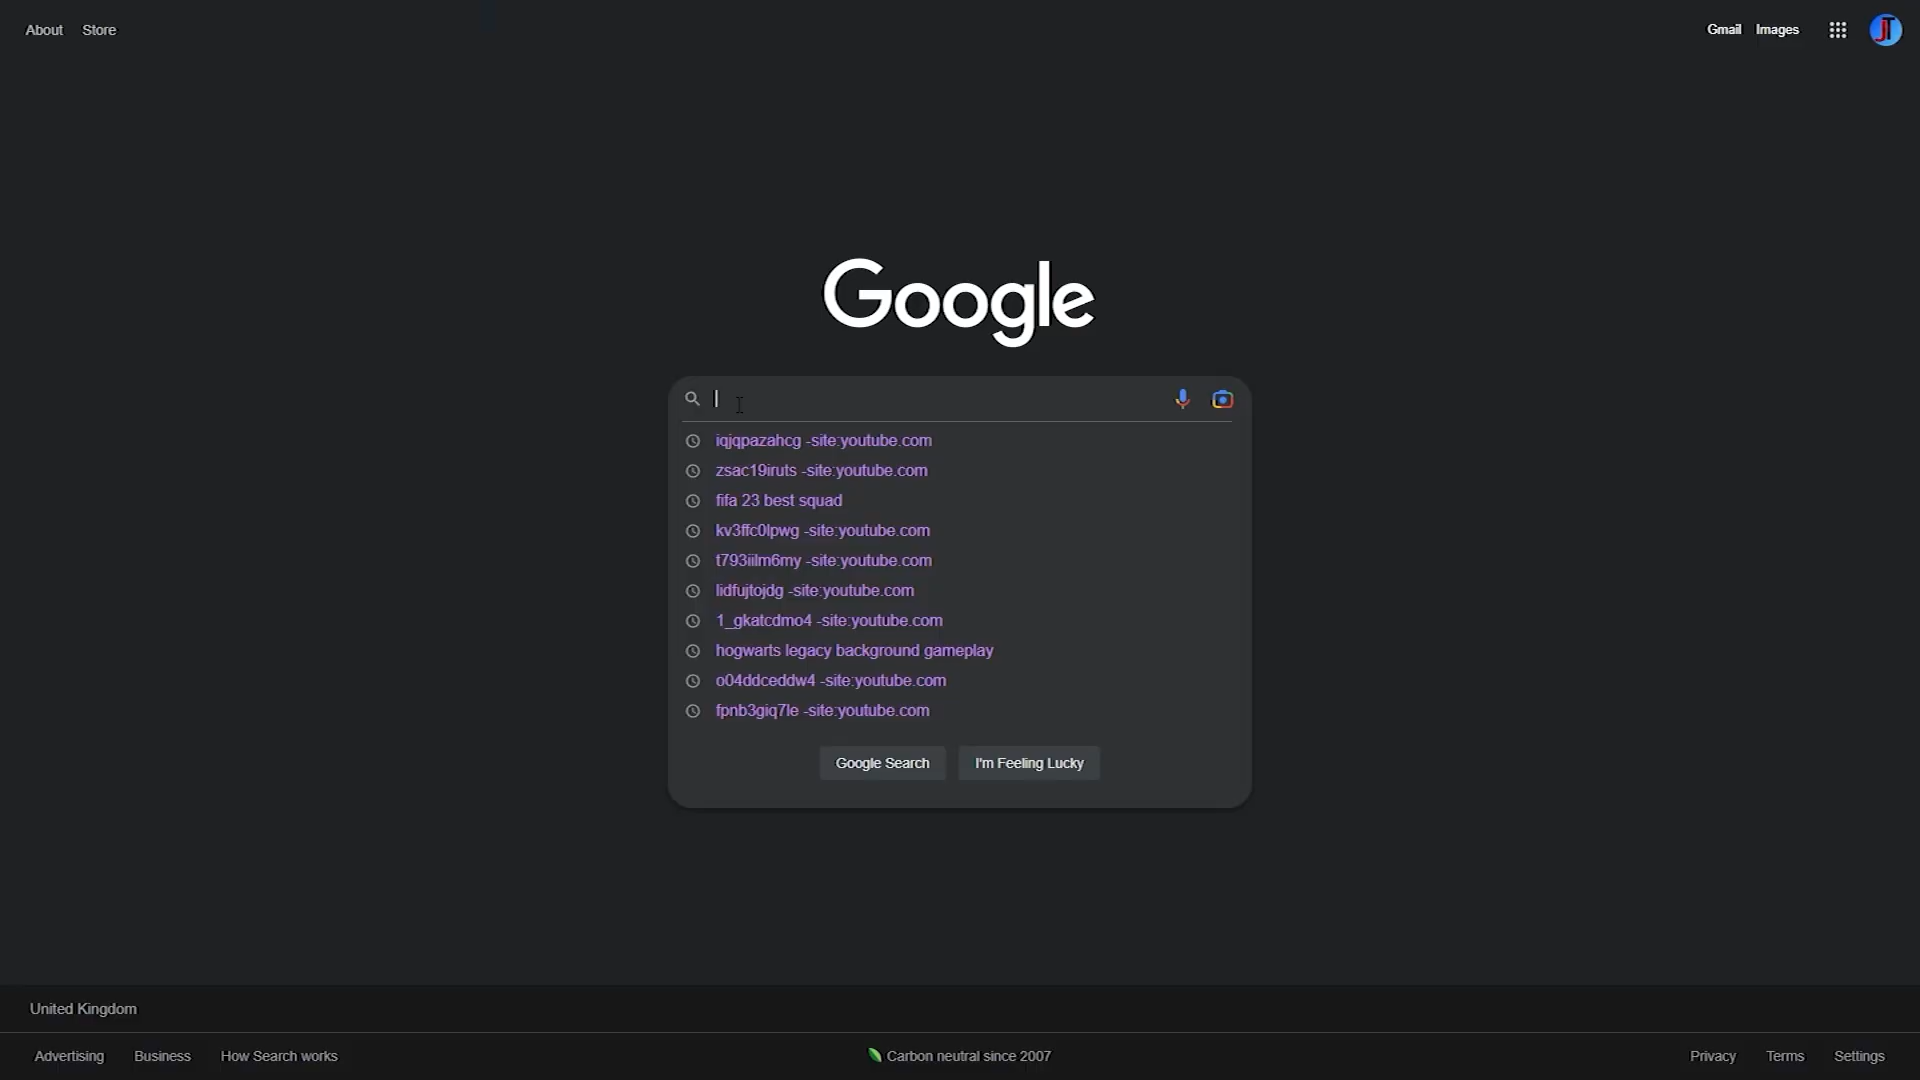 About Store
Gmail Images
JT
Google
iqjqpazahcg -site:youtube.com
zsac19iruts -site:youtube.com
fifa 23 best squad
kv3ffc0lpwg -site:youtube.com
t793iilm6my -site:youtube.com
lidfujtojdg -site:youtube.com
1_gkatcdmo4 -site:youtube.com
hogwarts legacy background gameplay
o04ddceddw4 -site:youtube.com
fpnb3giq7le -site:youtube.com
Google Search I'm Feeling Lucky
United Kingdom
Advertising Business How Search works Carbon neutral since 2007 Privacy Terms Settings